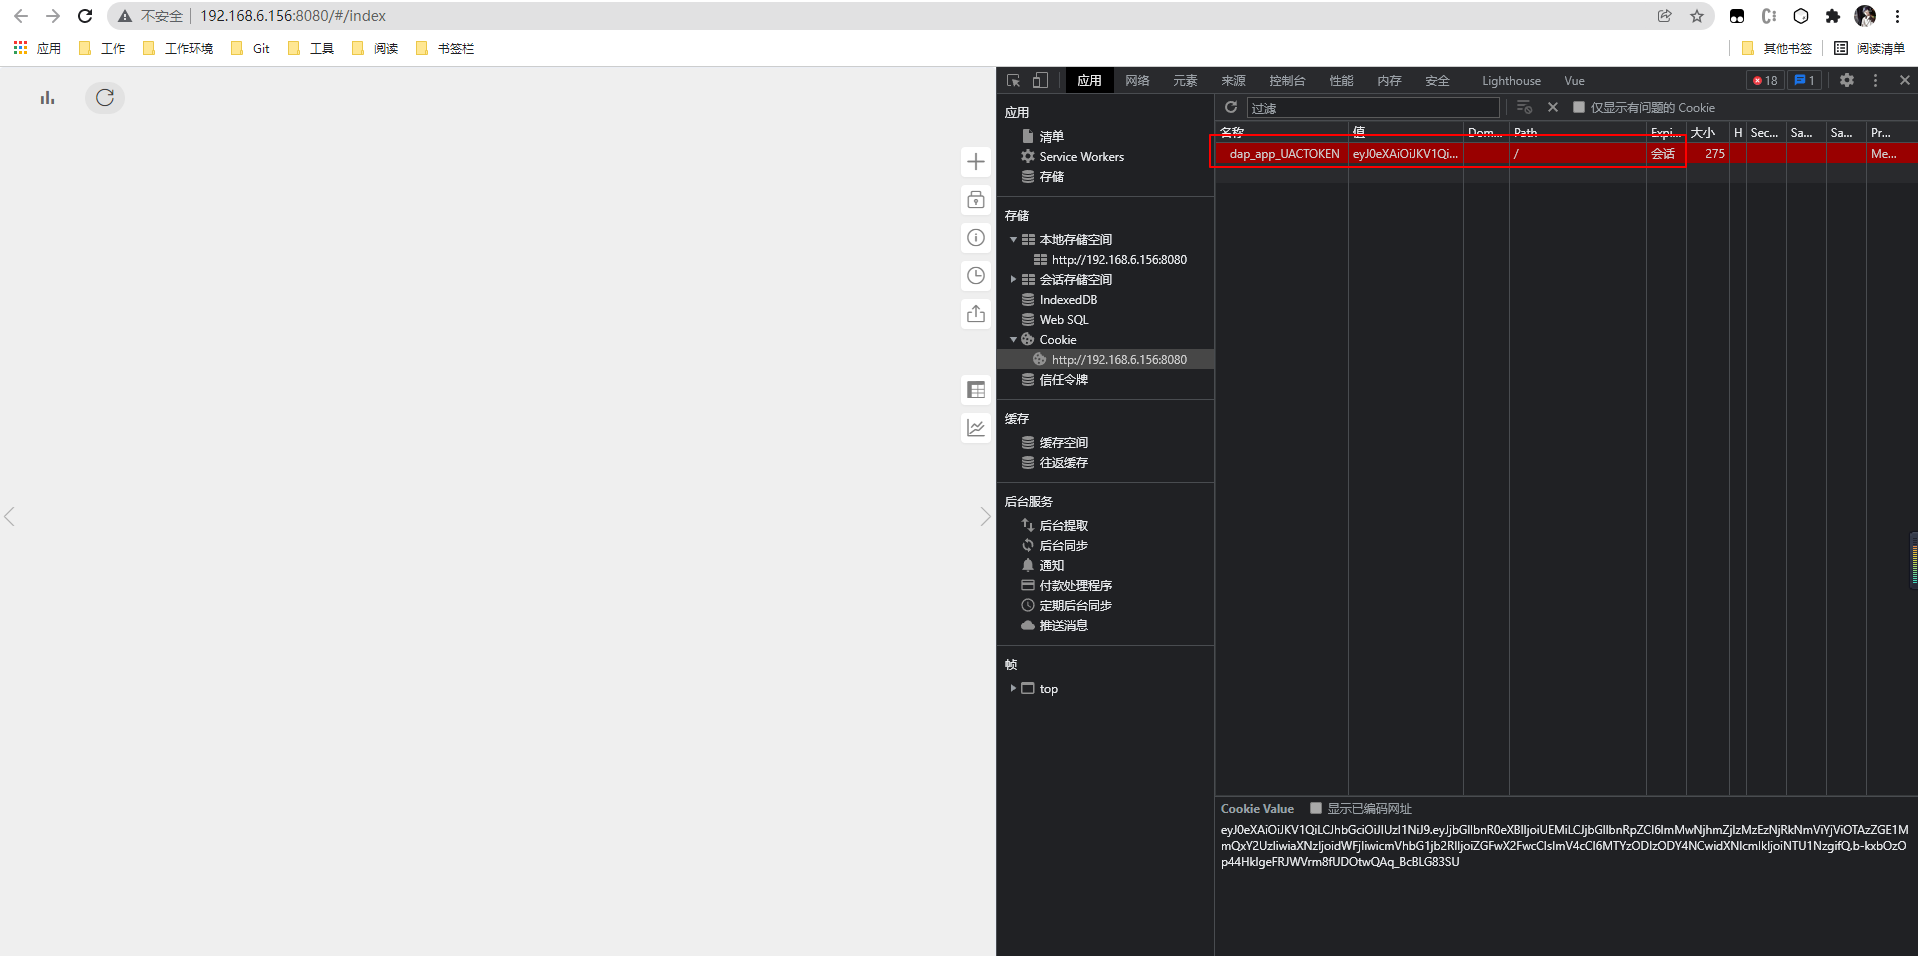 不安全 192.168.6.156:8080/#/index
应用 工作 工作环境 Git 工具 阅读 书签栏 其他书签 阅读清单
应用 网络 元素 来源 控制台 性能 内存 安全 Lighthouse Vue 18 1
应用
清单
Service Workers
存储
存储
本地存储空间
http://192.168.6.156:8080
会话存储空间
IndexedDB
Web SQL
Cookie
http://192.168.6.156:8080
信任令牌
缓存
缓存空间
往返缓存
后台服务
后台提取
后台同步
通知
付款处理程序
定期后台同步
推送消息
帧
top
过滤 仅显示有问题的 Cookie
名称 值 Dom... Path Expi... 大小 H Sec... Sa... Sa... Pr...
dap_app_UACTOKEN eyJ0eXAiOiJKV1Qi... / 会话 275 Me...
Cookie Value 显示已编码网址